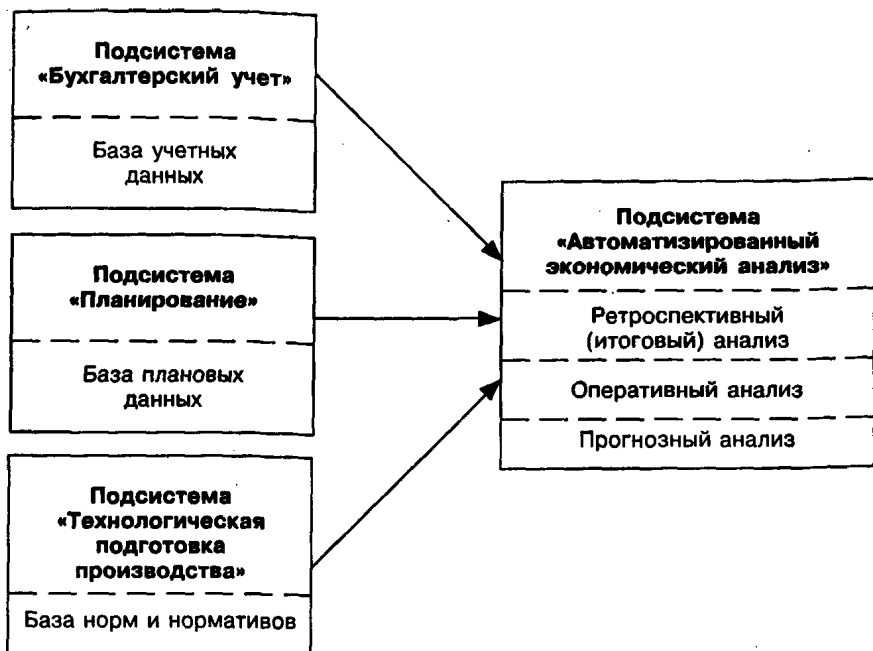 Подсистема
«Бухгалтерский учет»
База учетных
данных
Подсистема
«Планирование»
База плановых
данных
Подсистема
«Технологическая
подготовка
производства»
База норм и нормативов
Подсистема
«Автоматизированный
экономический анализ»
Ретроспективный
(итоговый) анализ
Оперативный анализ
Прогнозный анализ